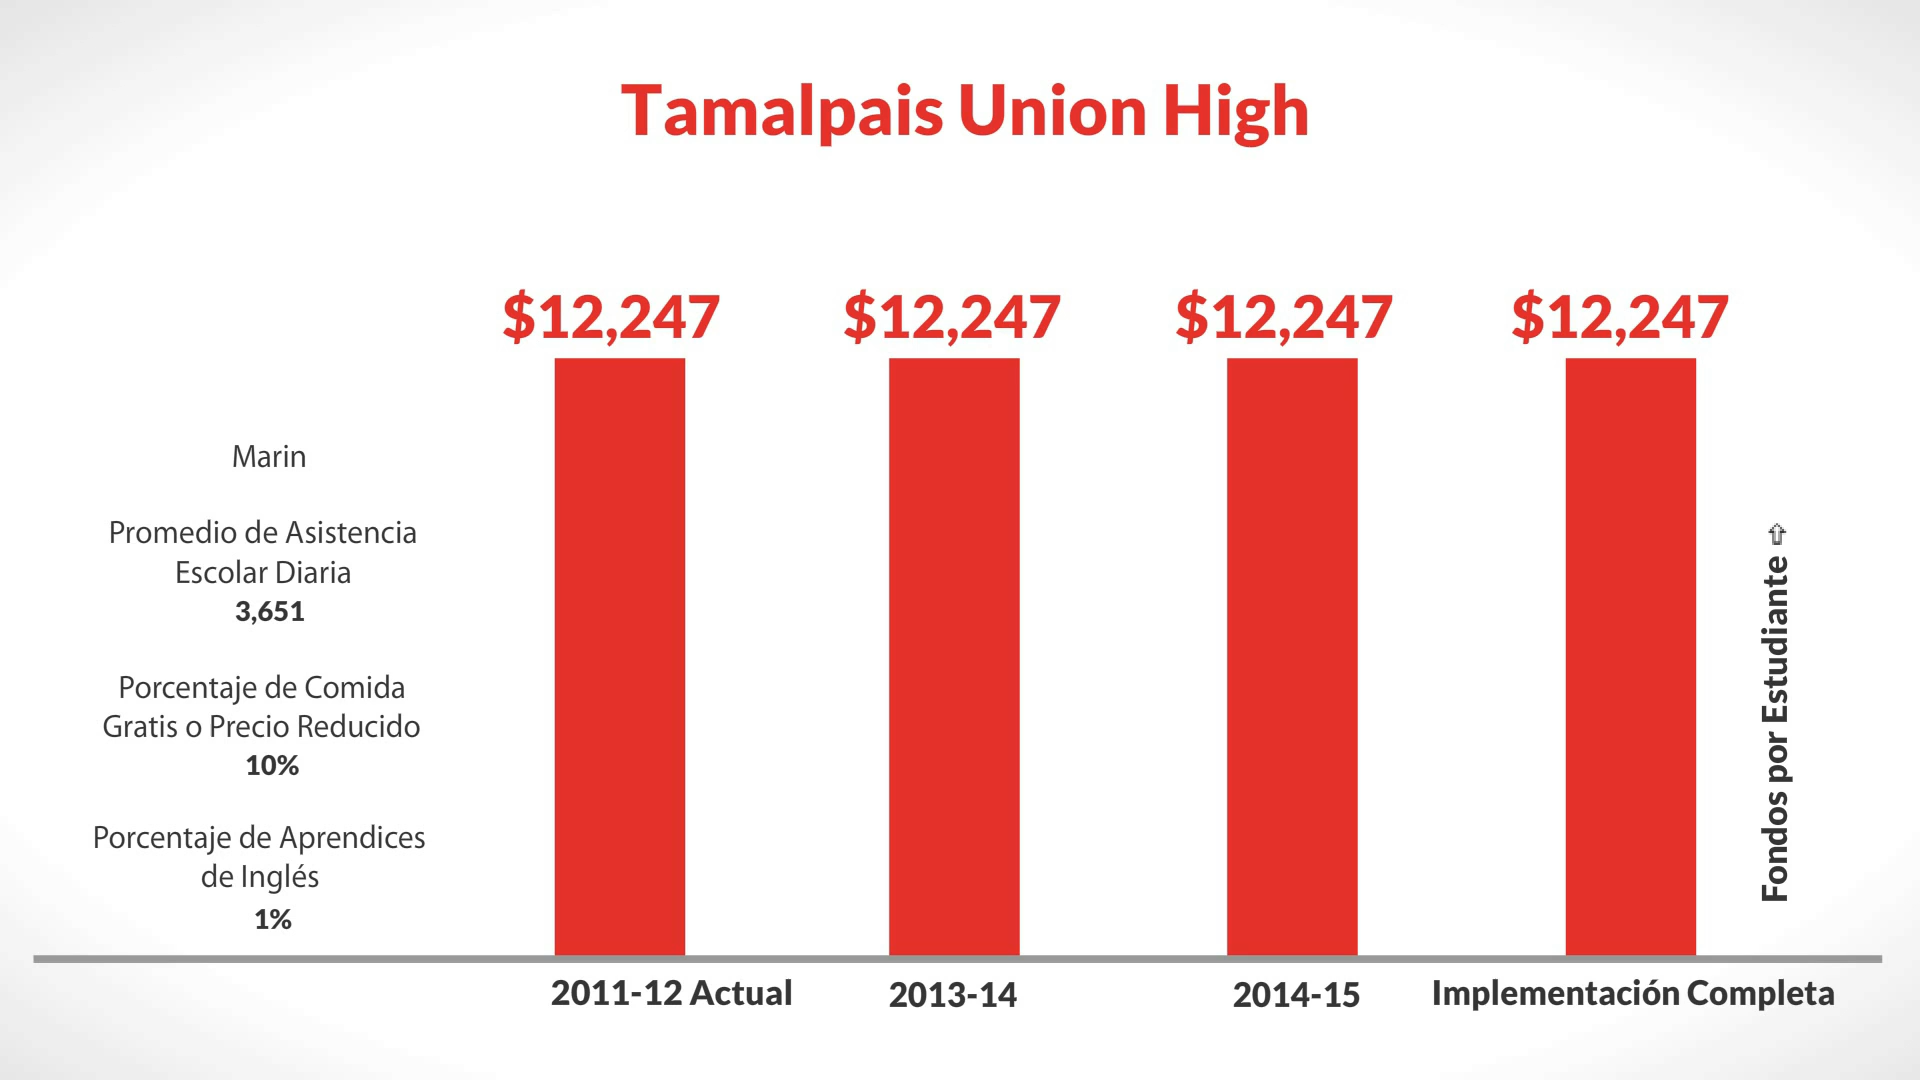 Tamalpais Union High
$12,247
$12,247
$12,247
$12,247
Marin
Promedio de Asistencia
Escolar Diaria
3,651
Porcentaje de Comida
Gratis o Precio Reducido
10%
Porcentaje de Aprendices
de Inglés
1%
Fondos por Estudiante ⇧
2011-12 Actual
2013-14
2014-15
Implementación Completa